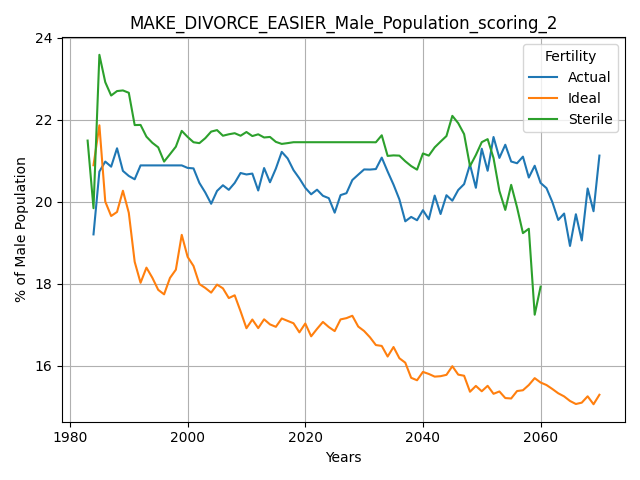 MAKE_DIVORCE_EASIER_Male_Population_scoring_2
24
22
20
18
16
% of Male Population
Fertility
Actual
Ideal
Sterile
1980
2000
2020
2040
2060
Years